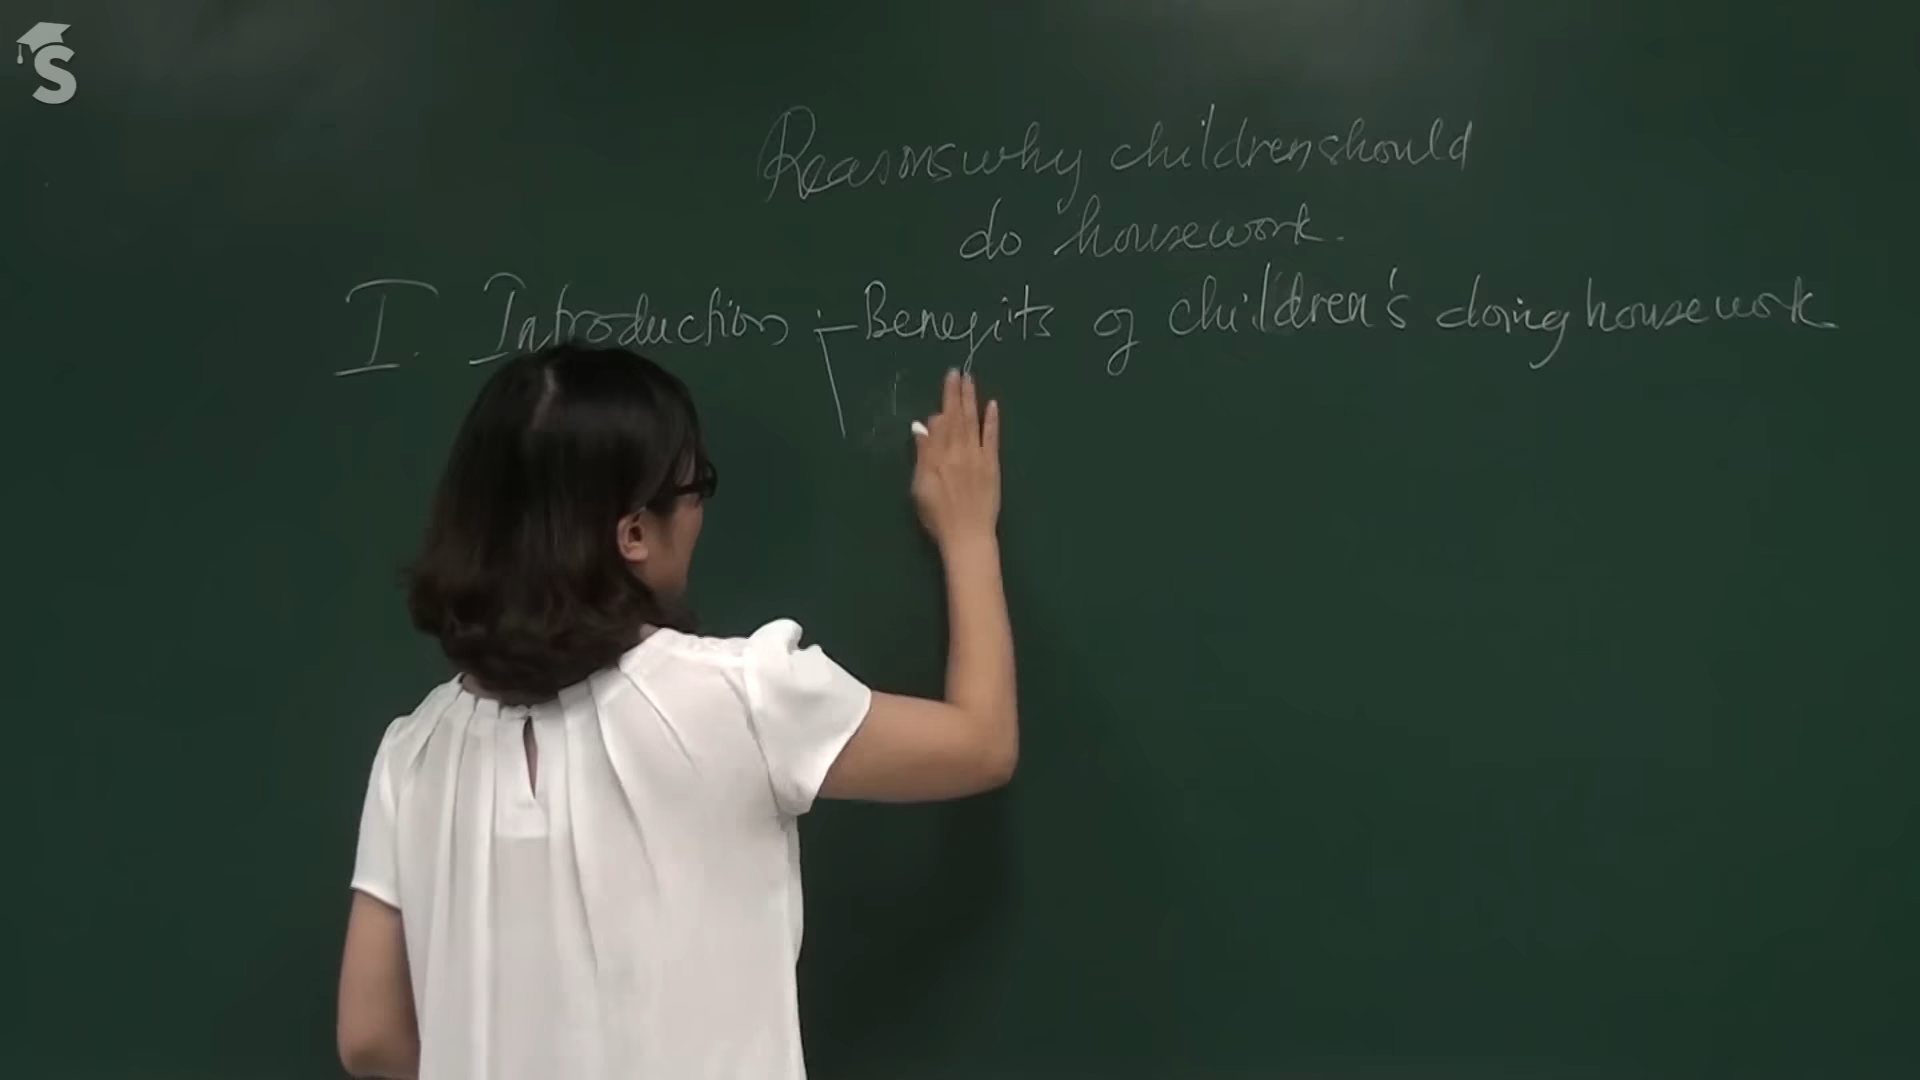 S
Reasons why children should
do housework.
I. Introduction: - Benefits of children's doing housework